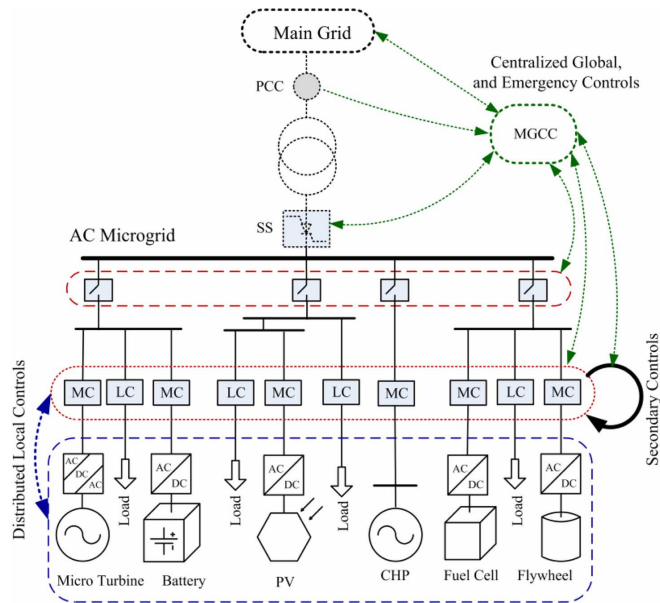 Main Grid
PCC
Centralized Global,
and Emergency Controls
MGCC
SS
AC Microgrid
MC
LC
MC
LC
MC
LC
MC
MC
LC
MC
Secondary Controls
Distributed Local Controls
AC
DC
AC
Load
AC
DC
Load
AC
DC
Load
AC
DC
Load
AC
DC
Micro Turbine
Battery
PV
CHP
Fuel Cell
Flywheel